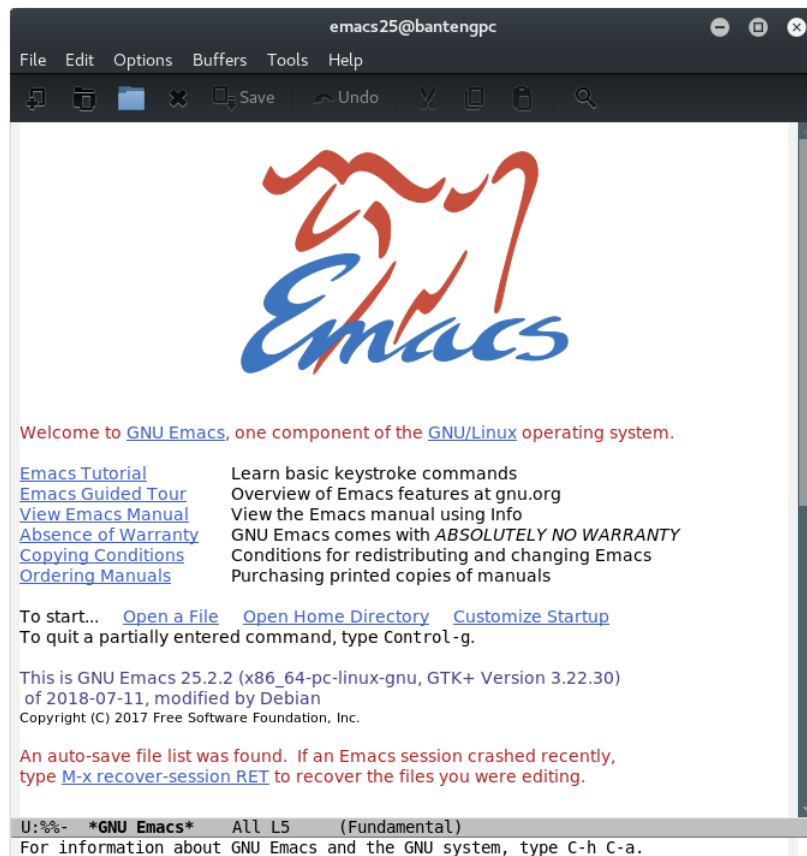 emacs25@bantengpc
File Edit Options Buffers Tools Help
Save Undo
Emacs
Welcome to GNU Emacs, one component of the GNU/Linux operating system.
Emacs Tutorial Learn basic keystroke commands
Emacs Guided Tour Overview of Emacs features at gnu.org
View Emacs Manual View the Emacs manual using Info
Absence of Warranty GNU Emacs comes with ABSOLUTELY NO WARRANTY
Copying Conditions Conditions for redistributing and changing Emacs
Ordering Manuals Purchasing printed copies of manuals
To start... Open a File Open Home Directory Customize Startup
To quit a partially entered command, type Control-g.
This is GNU Emacs 25.2.2 (x86_64-pc-linux-gnu, GTK+ Version 3.22.30)
of 2018-07-11, modified by Debian
Copyright (C) 2017 Free Software Foundation, Inc.
An auto-save file list was found. If an Emacs session crashed recently,
type M-x recover-session RET to recover the files you were editing.
U:%%- *GNU Emacs* All L5 (Fundamental)
For information about GNU Emacs and the GNU system, type C-h C-a.